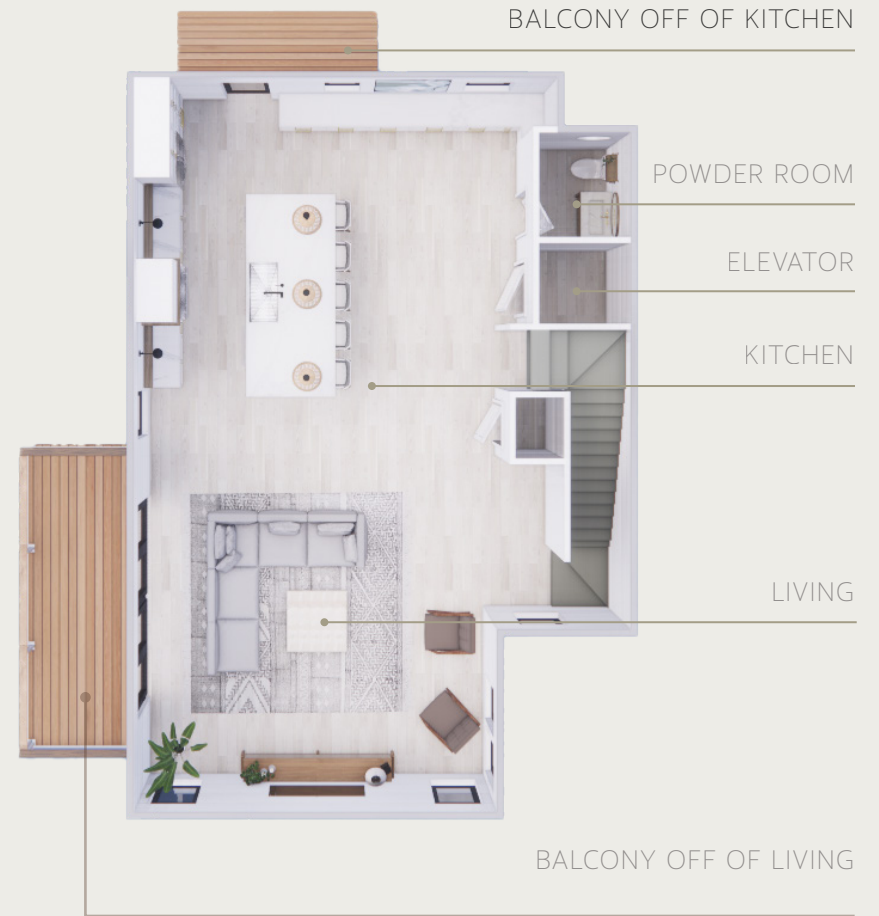 BALCONY OFF OF KITCHEN
POWDER ROOM
ELEVATOR
KITCHEN
LIVING
BALCONY OFF OF LIVING